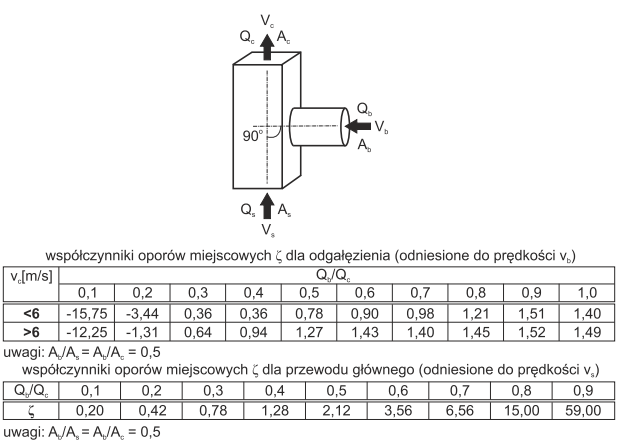 V_c
Q_c A_c
Q_b
V_b
90° A_b
Q_s A_s
V_s
współczynniki oporów miejscowych ζ dla odgałęzienia (odniesione do prędkości v_b)
v_c[m/s] Q_b/Q_c
0,1 0,2 0,3 0,4 0,5 0,6 0,7 0,8 0,9 1,0
<6 -15,75 -3,44 0,36 0,36 0,78 0,90 0,98 1,21 1,51 1,40
>6 -12,25 -1,31 0,64 0,94 1,27 1,43 1,40 1,45 1,52 1,49
uwagi: A_b/A_s = A_b/A_c = 0,5
współczynniki oporów miejscowych ζ dla przewodu głównego (odniesione do prędkości v_s)
Q_b/Q_c 0,1 0,2 0,3 0,4 0,5 0,6 0,7 0,8 0,9
ζ 0,20 0,42 0,78 1,28 2,12 3,56 6,56 15,00 59,00
uwagi: A_b/A_s = A_b/A_c = 0,5